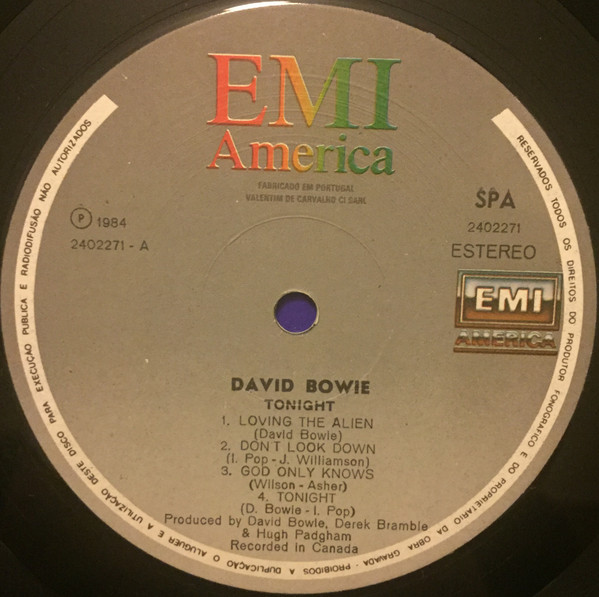 EMI
America
FABRICADO EM PORTUGAL
VALENTIM DE CARVALHO CI SARL
℗ 1984
2402271 - A
SPA
2402271
ESTEREO
EMI
AMERICA
DAVID BOWIE
TONIGHT
1. LOVING THE ALIEN
(David Bowie)
2. DON'T LOOK DOWN
(I. Pop - J. Williamson)
3. GOD ONLY KNOWS
(Wilson - Asher)
4. TONIGHT
(D. Bowie - I. Pop)
Produced by David Bowie, Derek Bramble
& Hugh Padgham
Recorded in Canada
RESERVADOS TODOS OS DIREITOS DO PRODUTOR FONOGRAFICO E DO PROPRIETARIO DA OBRA GRAVADA - PROIBIDOS A DUPLICAÇÃO O ALUGUER E A UTILIZAÇÃO DESTE DISCO PARA EXECUÇÃO PUBLICA E RADIODIFUSÃO NÃO AUTORIZADOS